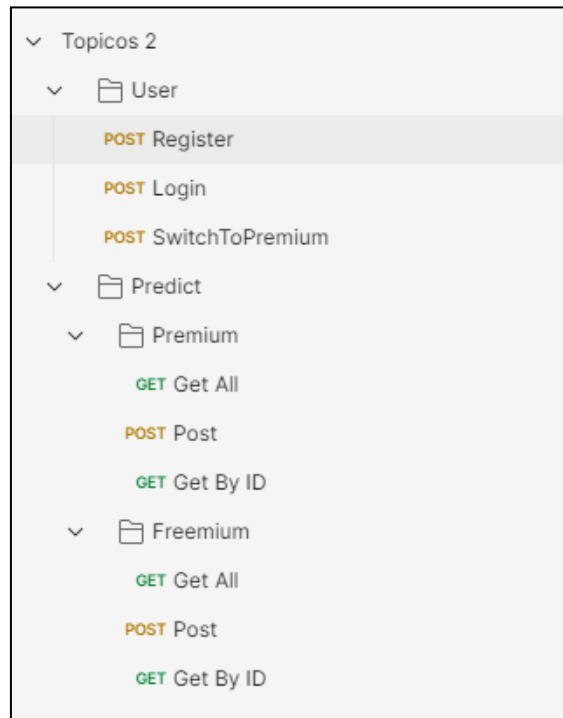 Topicos 2
User
POST Register
POST Login
POST SwitchToPremium
Predict
Premium
GET Get All
POST Post
GET Get By ID
Freemium
GET Get All
POST Post
GET Get By ID